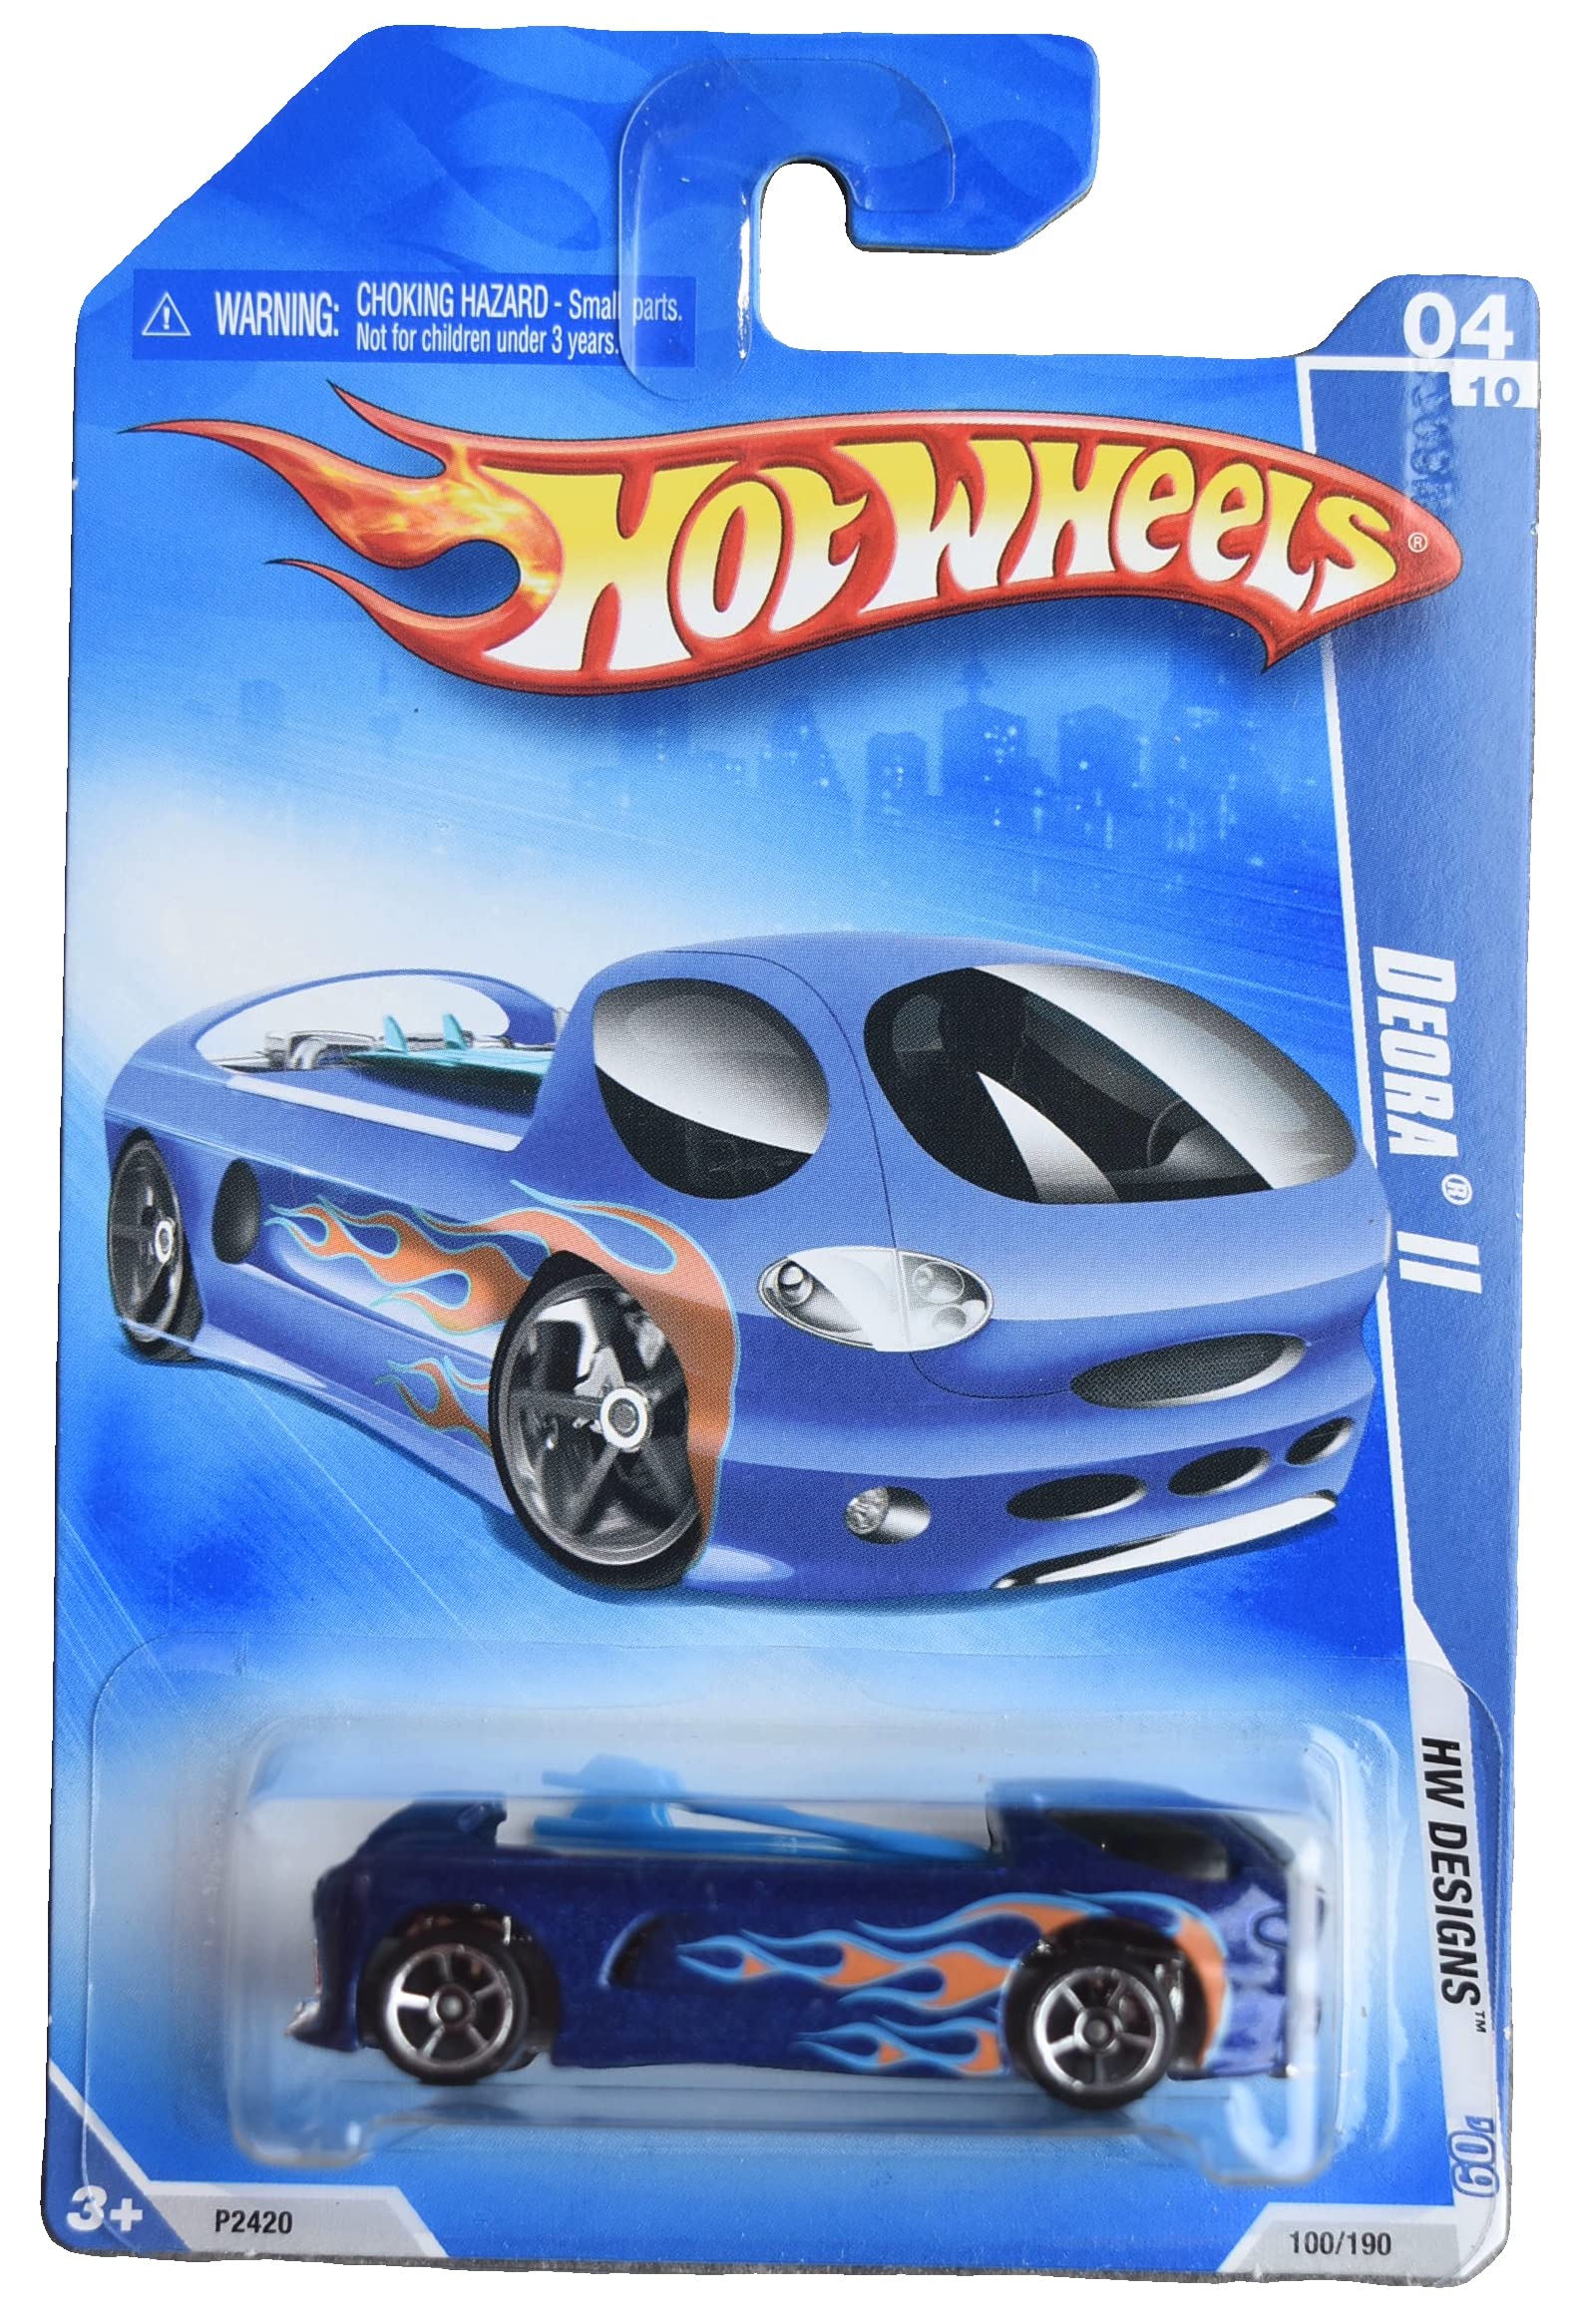 WARNING: CHOKING HAZARD - Small parts.
Not for children under 3 years.
04
10
HOT WHEELS®
DEORA® II
HW DESIGNS™
'09
3+
P2420
100/190